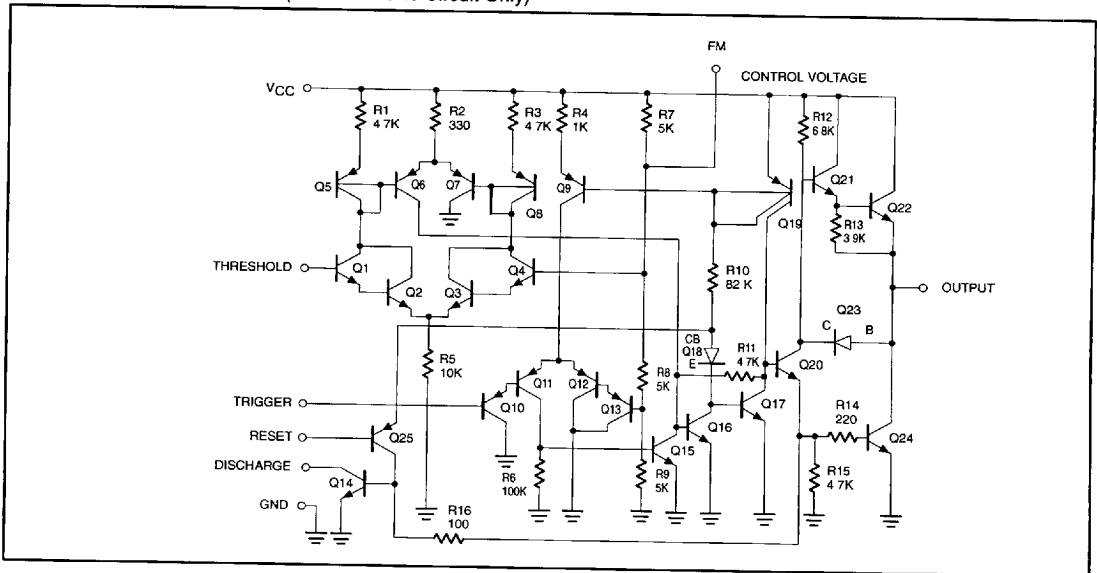 Circuit Only)
FM
CONTROL VOLTAGE
VCC
R1
4 7K
R2
330
R3
4 7K
R4
1K
R7
5K
R12
6 8K
Q5
Q6
Q7
Q8
Q9
Q19
Q21
Q22
R13
3 9K
THRESHOLD
Q1
Q2
Q3
Q4
R10
82 K
OUTPUT
Q23
C
B
R5
10K
CB
Q18
E
R11
4 7K
Q20
R8
5K
Q11
Q12
TRIGGER
Q10
Q13
Q17
R14
220
RESET
Q25
Q16
Q24
DISCHARGE
Q14
R6
100K
Q15
R9
5K
R15
4 7K
GND
R16
100